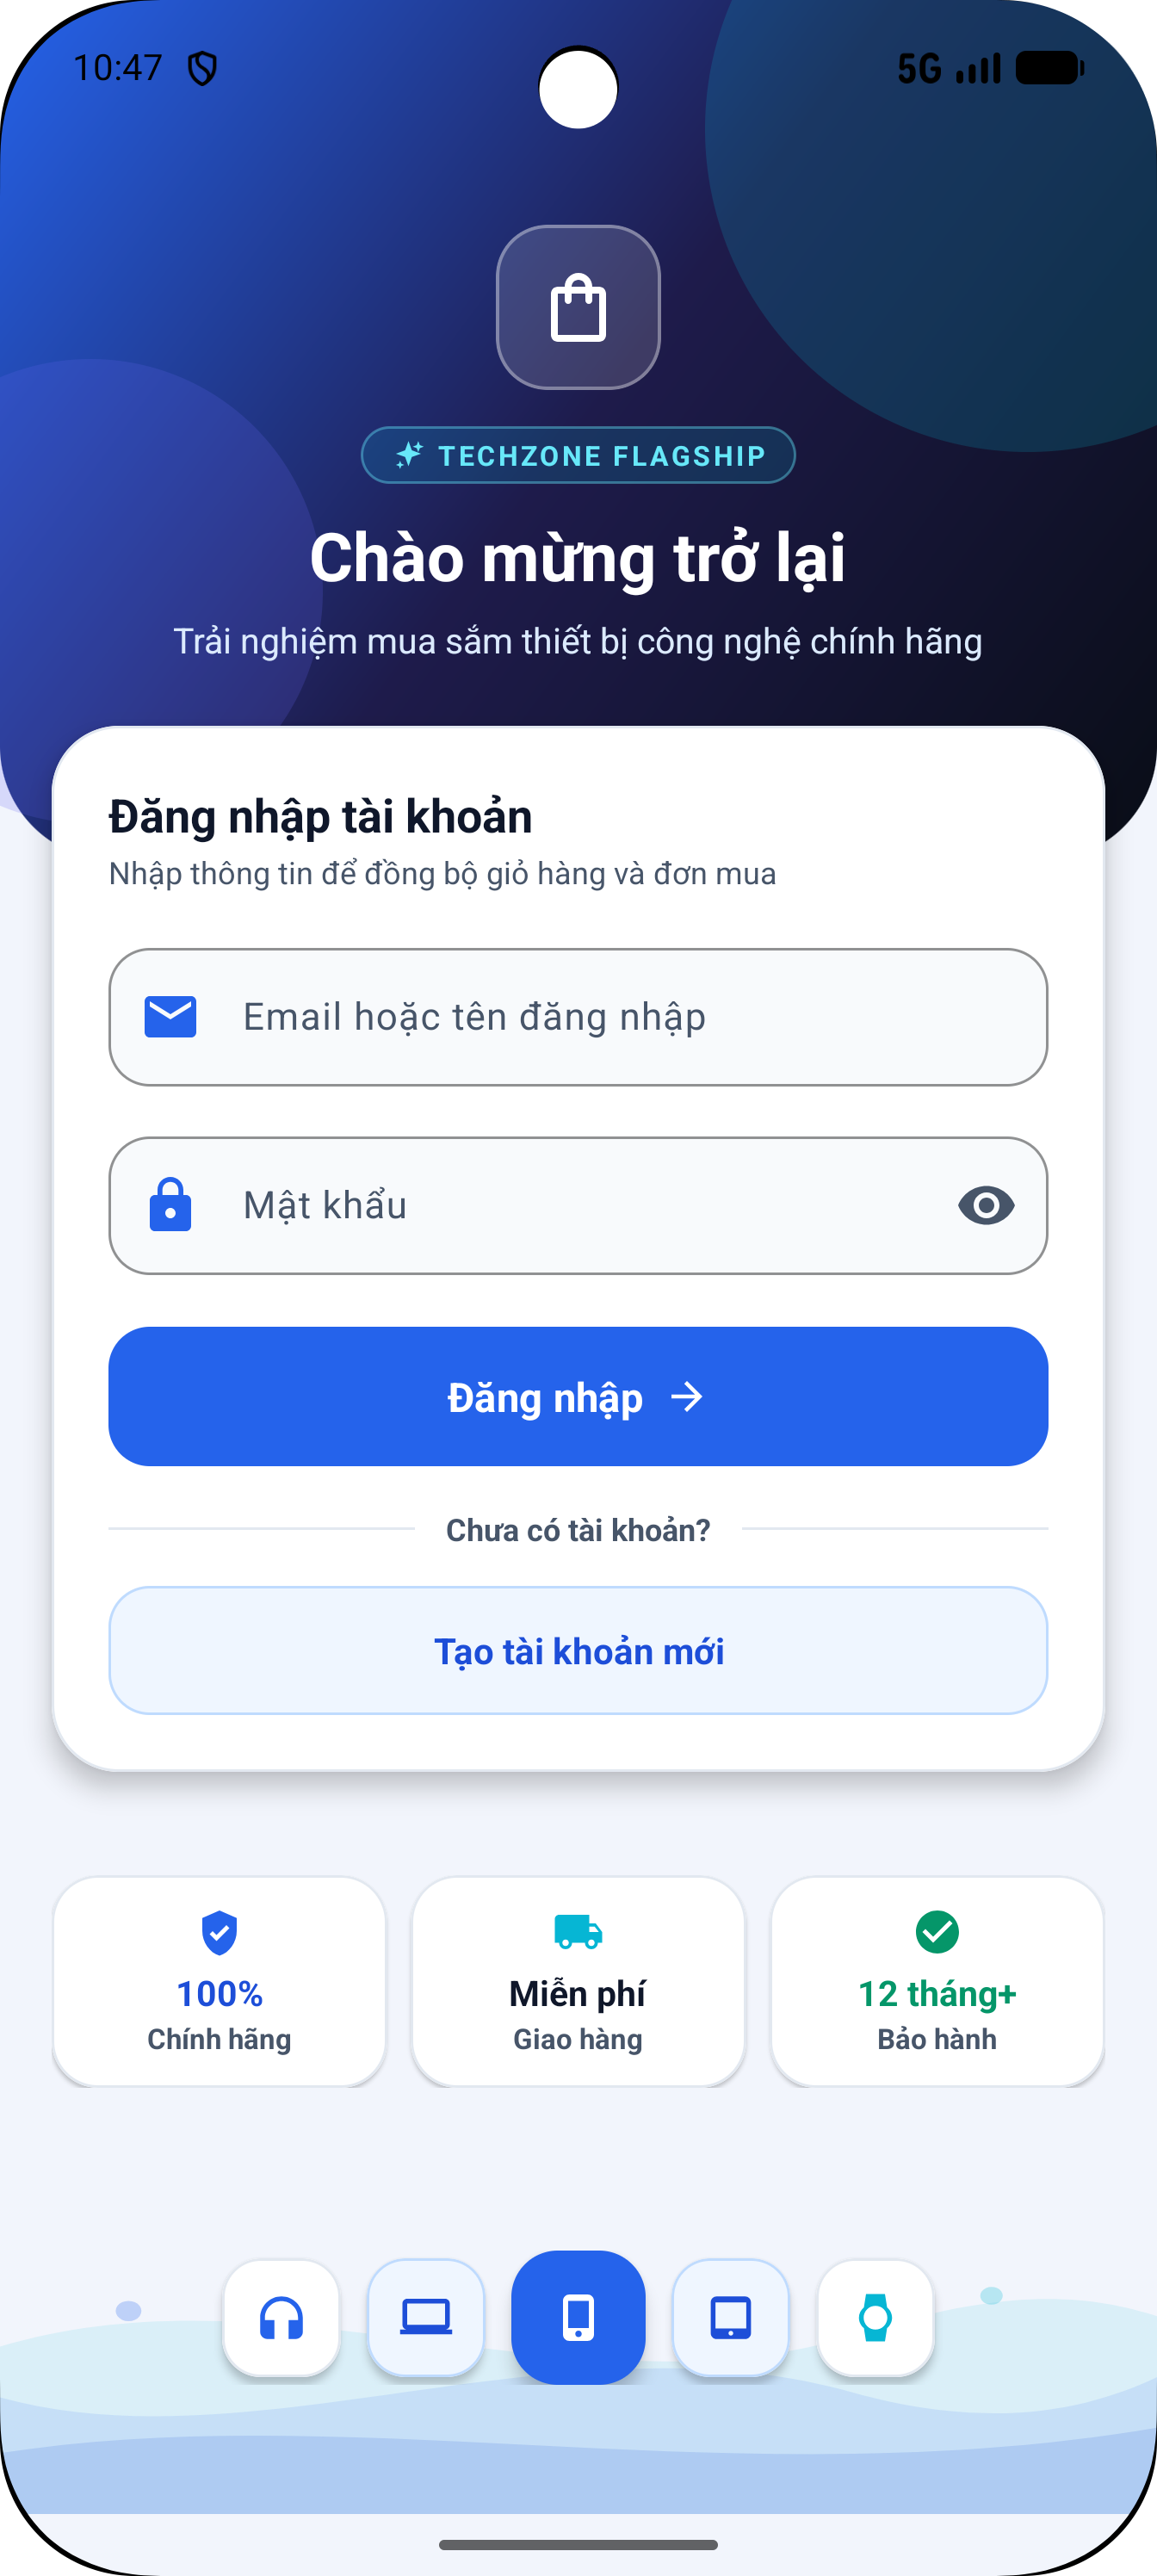 10:47
5G
TECHZONE FLAGSHIP
Chào mừng trở lại
Trải nghiệm mua sắm thiết bị công nghệ chính hãng
Đăng nhập tài khoản
Nhập thông tin để đồng bộ giỏ hàng và đơn mua
Email hoặc tên đăng nhập
Mật khẩu
Đăng nhập
Chưa có tài khoản?
Tạo tài khoản mới
100%
Chính hãng
Miễn phí
Giao hàng
12 tháng+
Bảo hành